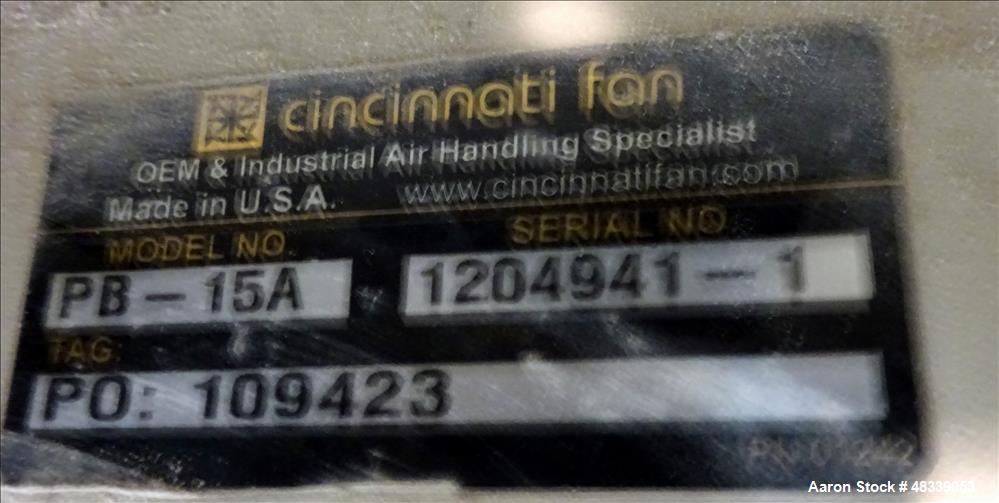 cincinnati fan
OEM & Industrial Air Handling Specialist
Made in U.S.A. www.cincinnatifan.com
MODEL NO. SERIAL NO
PB-15A 1204941-1
TAG:
PO: 109423
Aaron Stock # 48339053